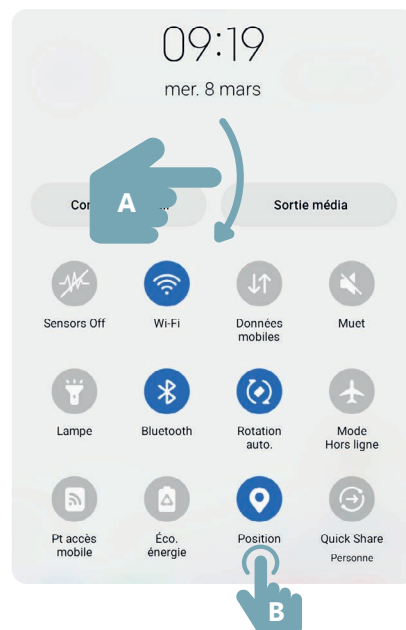 09:19
mer. 8 mars
A
Sortie média
Sensors Off
Wi-Fi
Données
mobiles
Muet
Lampe
Bluetooth
Rotation
auto.
Mode
Hors ligne
Pt accès
mobile
Éco.
énergie
Position
Quick Share
Personne
B